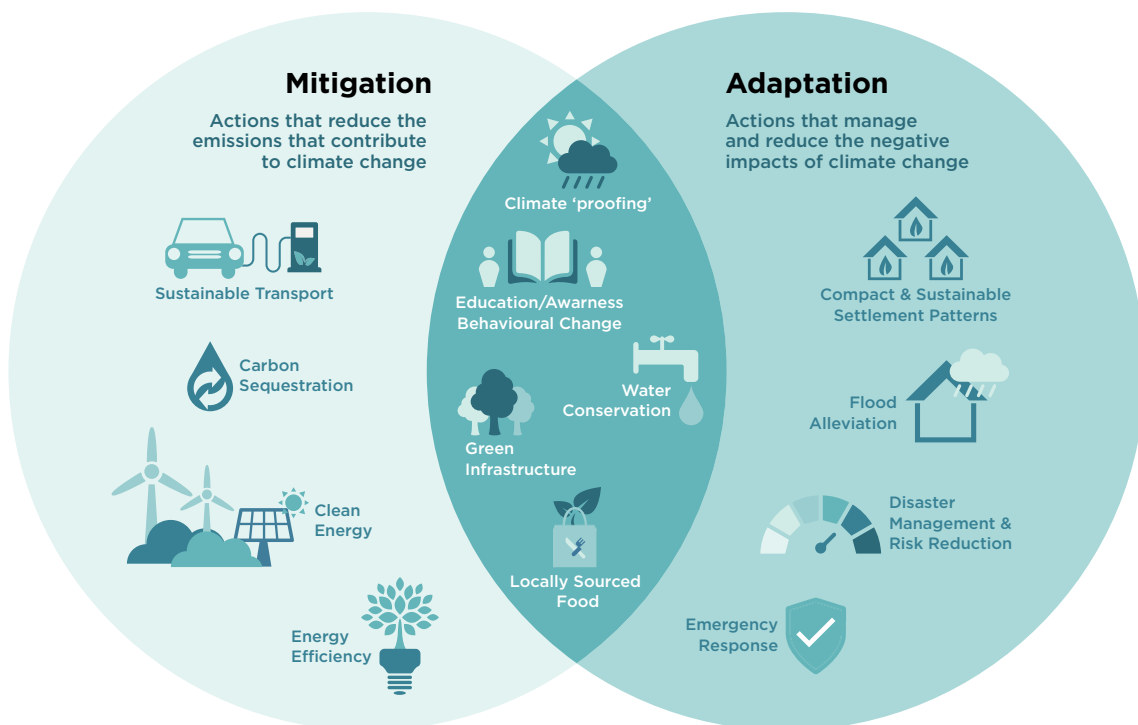 Mitigation
Actions that reduce the
emissions that contribute
to climate change
Sustainable Transport
Carbon
Sequestration
Clean
Energy
Energy
Efficiency
Climate ‘proofing’
Education/Awarness
Behavioural Change
Water
Conservation
Green
Infrastructure
Locally Sourced
Food
Adaptation
Actions that manage
and reduce the negative
impacts of climate change
Compact & Sustainable
Settlement Patterns
Flood
Alleviation
Disaster
Management &
Risk Reduction
Emergency
Response